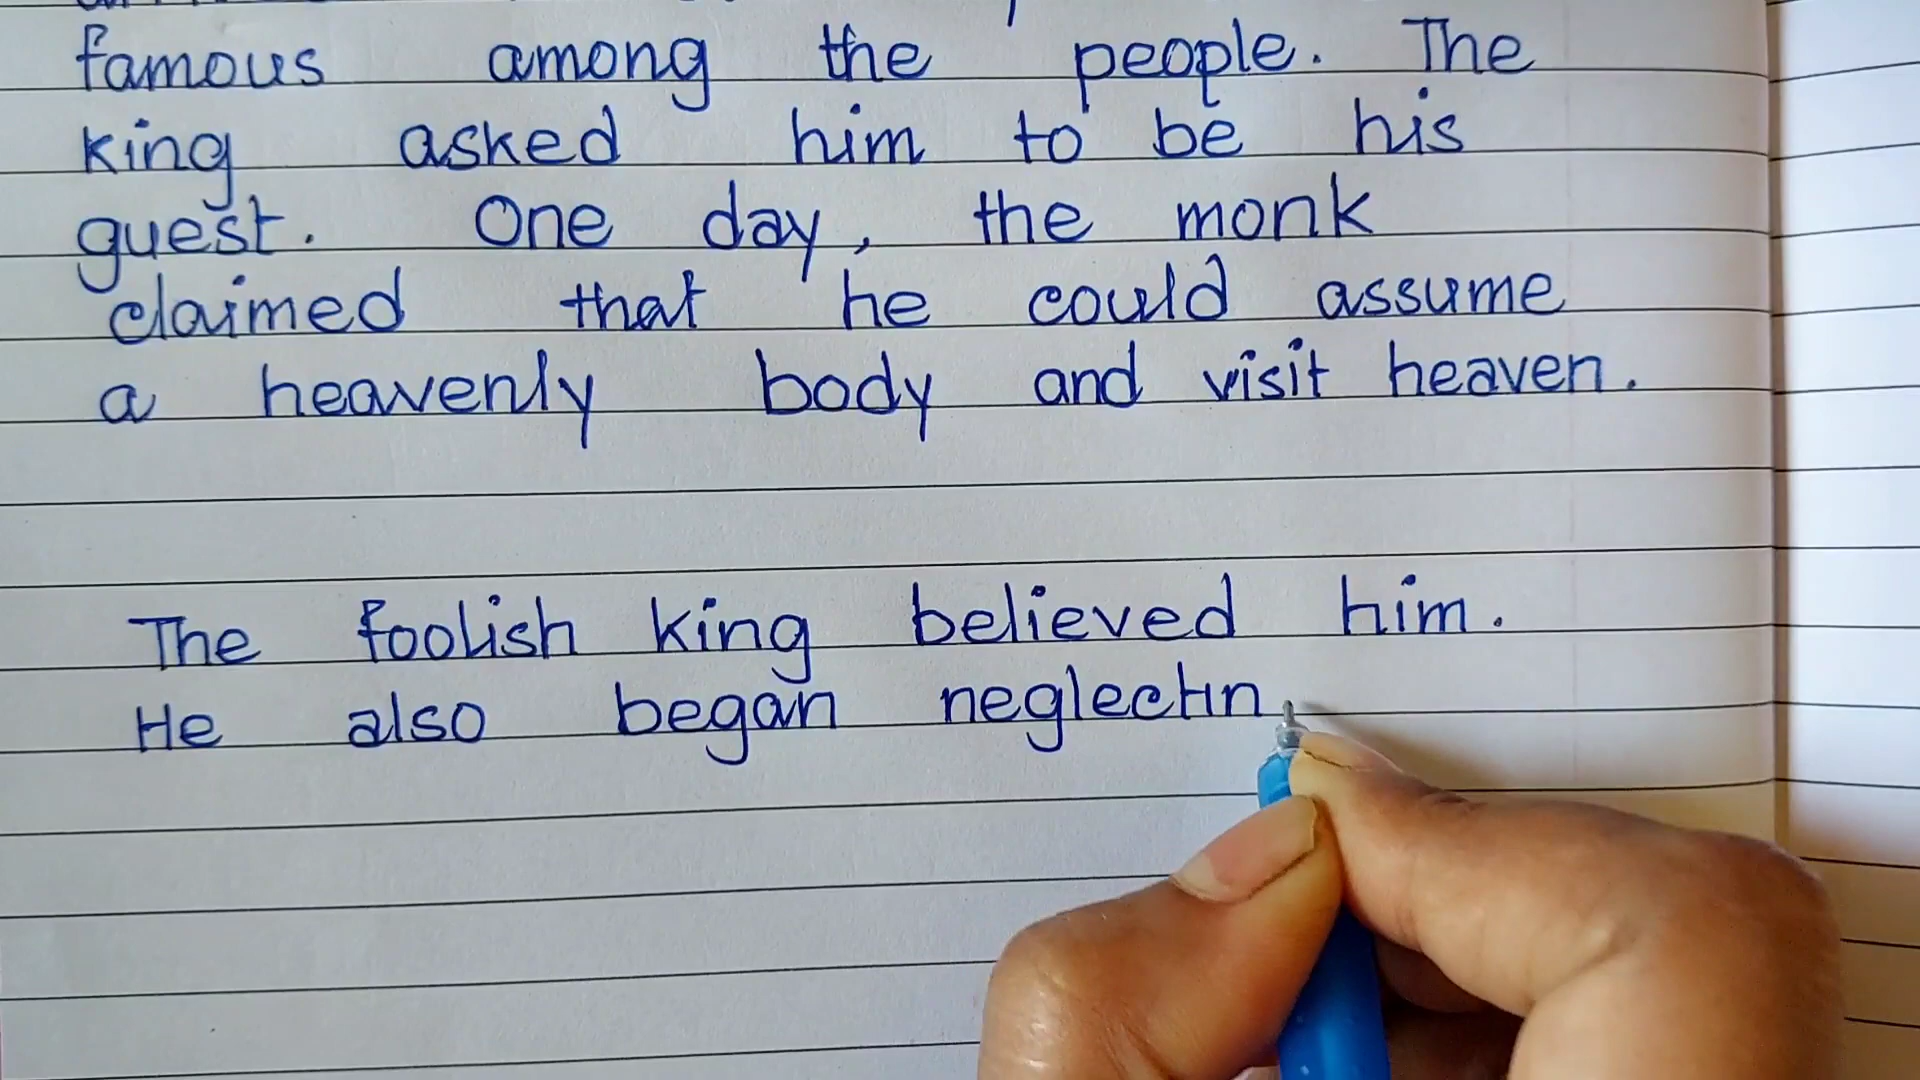 famous among the people. The
king asked him to be his
guest. One day, the monk
claimed that he could assume
a heavenly body and visit heaven.
The foolish king believed him.
He also began neglectin